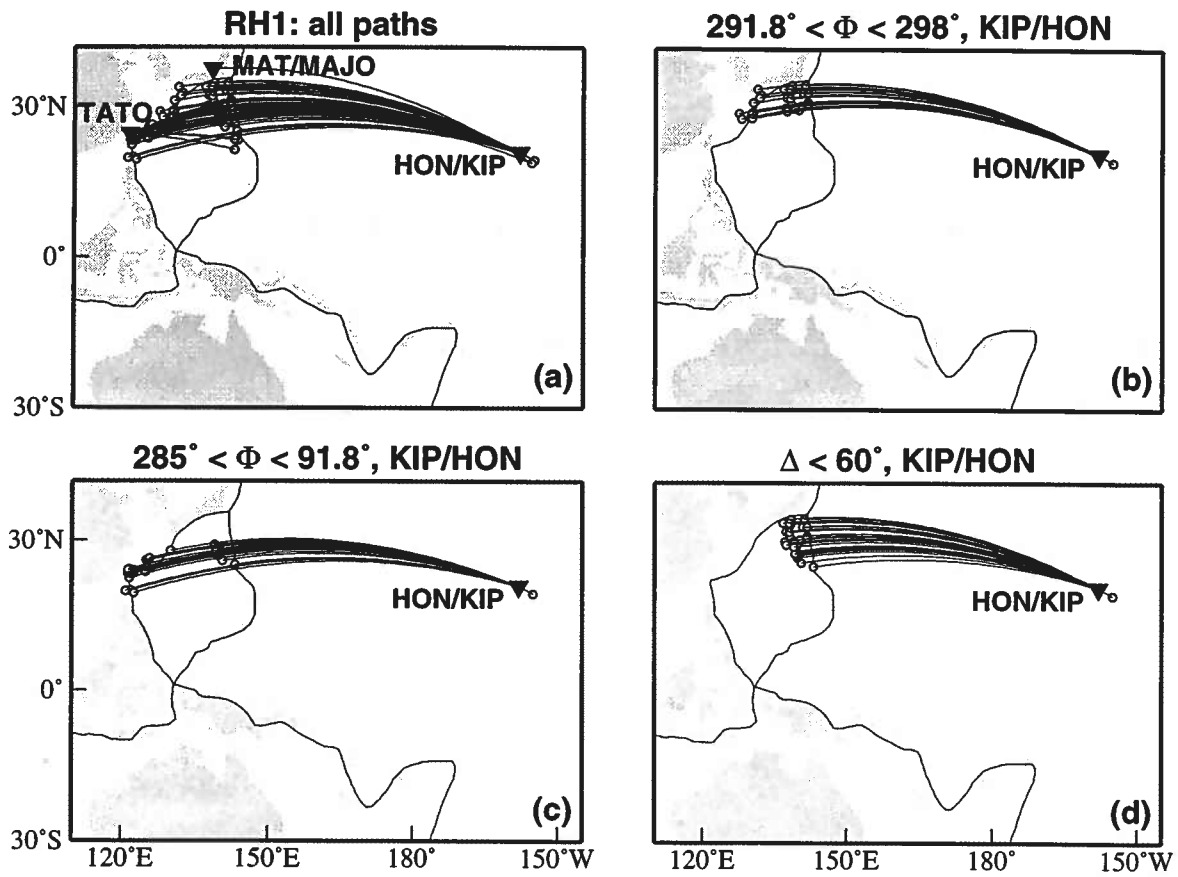 RH1: all paths
291.8° < Φ < 298°, KIP/HON
MAT/MAJO
30°N
TATO
HON/KIP
HON/KIP
0°
(a)
(b)
30°S
285° < Φ < 91.8°, KIP/HON
Δ < 60°, KIP/HON
30°N
HON/KIP
HON/KIP
0°
(c)
(d)
30°S
120°E
150°E
180°
150°W
120°E
150°E
180°
150°W